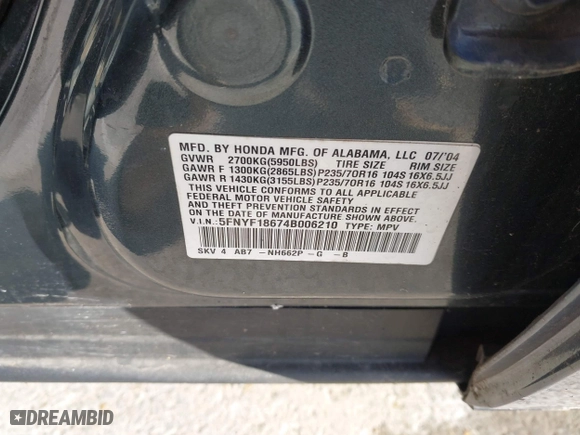 MFD. BY HONDA MFG. OF ALABAMA, LLC 07/'04
GVWR 2700KG(5950LBS) TIRE SIZE RIM SIZE
GAWR F 1300KG(2865LBS)P235/70R16 104S 16X6.5JJ
GAWR R 1430KG(3155LBS)P235/70R16 104S 16X6.5JJ
THIS VEHICLE CONFORMS TO ALL APPLICABLE
FEDERAL MOTOR VEHICLE SAFETY
AND THEFT PREVENTION STANDARDS IN EFFECT
ON THE DATE OF MANUFACTURE SHOWN ABOVE.
V.I.N.: 5FNYF18674B006210 TYPE: MPV
SKV 4 AB7 -NH662P -G -B
DREAMBID